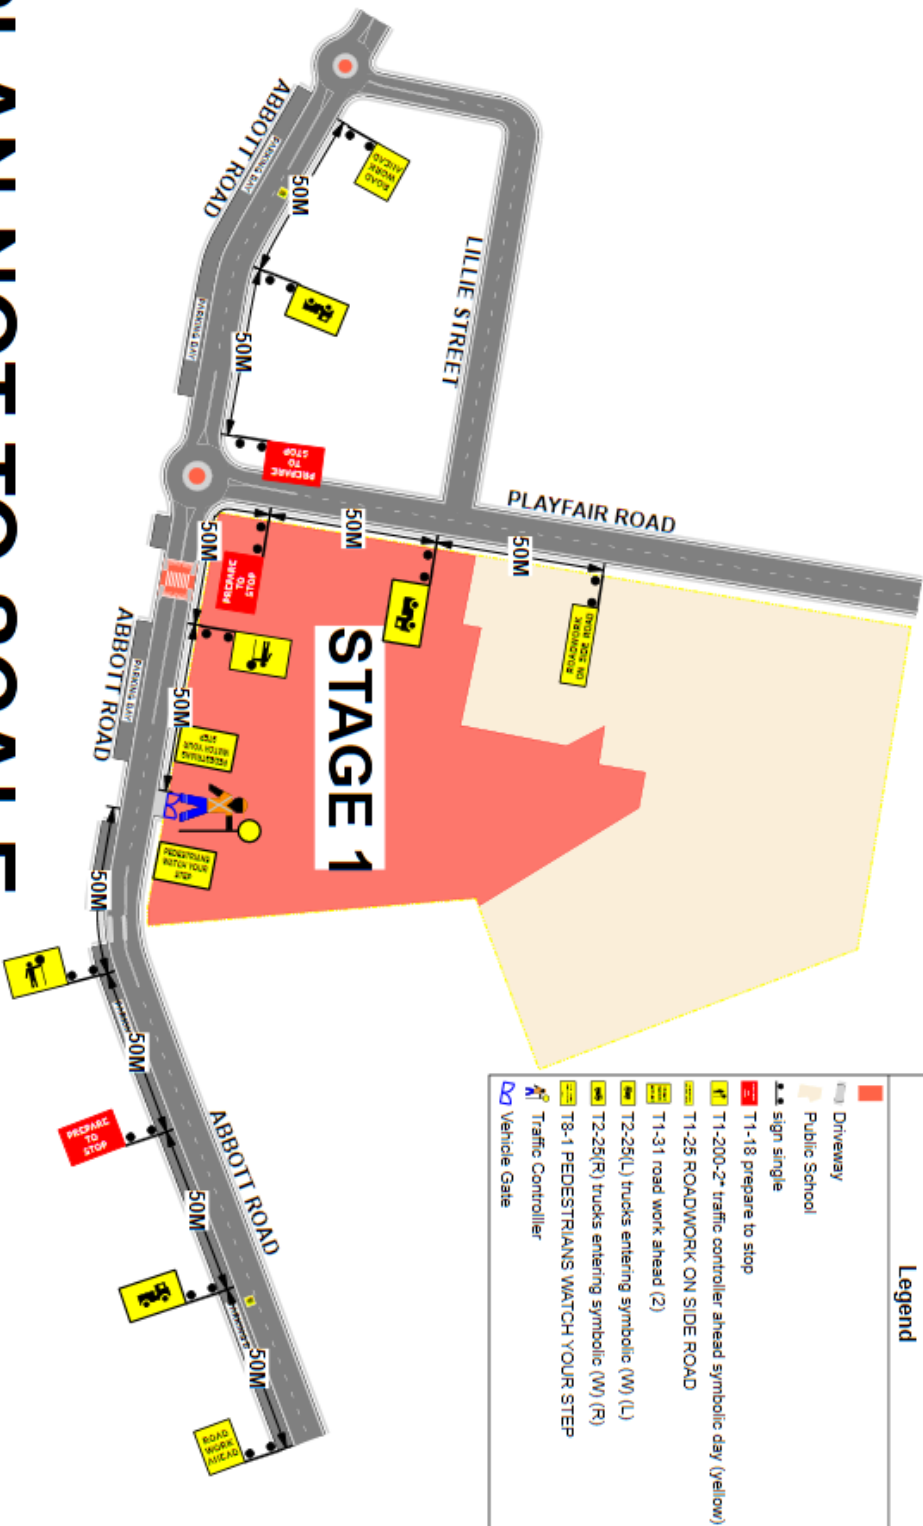 ABBOTT ROAD
PARKING BAY
PARKING BAY
50M
50M
ROAD
WORK
AHEAD
PREPARE
TO
STOP
LILLIE STREET
PLAYFAIR ROAD
50M
50M
ROADWORK
ON SIDE ROAD
50M
PREPARE
TO
STOP
STAGE 1
50M
PEDESTRIANS
WATCH YOUR
STEP
PEDESTRIANS
WATCH YOUR
STEP
ABBOTT ROAD
PARKING BAY
50M
50M
PREPARE
TO
STOP
ABBOTT ROAD
50M
50M
ROAD
WORK
AHEAD
Legend
Driveway
Public School
sign single
T1-18 prepare to stop
T1-200-2* traffic controller ahead symbolic day (yellow)
T1-25 ROADWORK ON SIDE ROAD
T1-31 road work ahead (2)
T2-25(L) trucks entering symbolic (W) (L)
T2-25(R) trucks entering symbolic (W) (R)
T8-1 PEDESTRIANS WATCH YOUR STEP
Traffic Controlller
Vehicle Gate